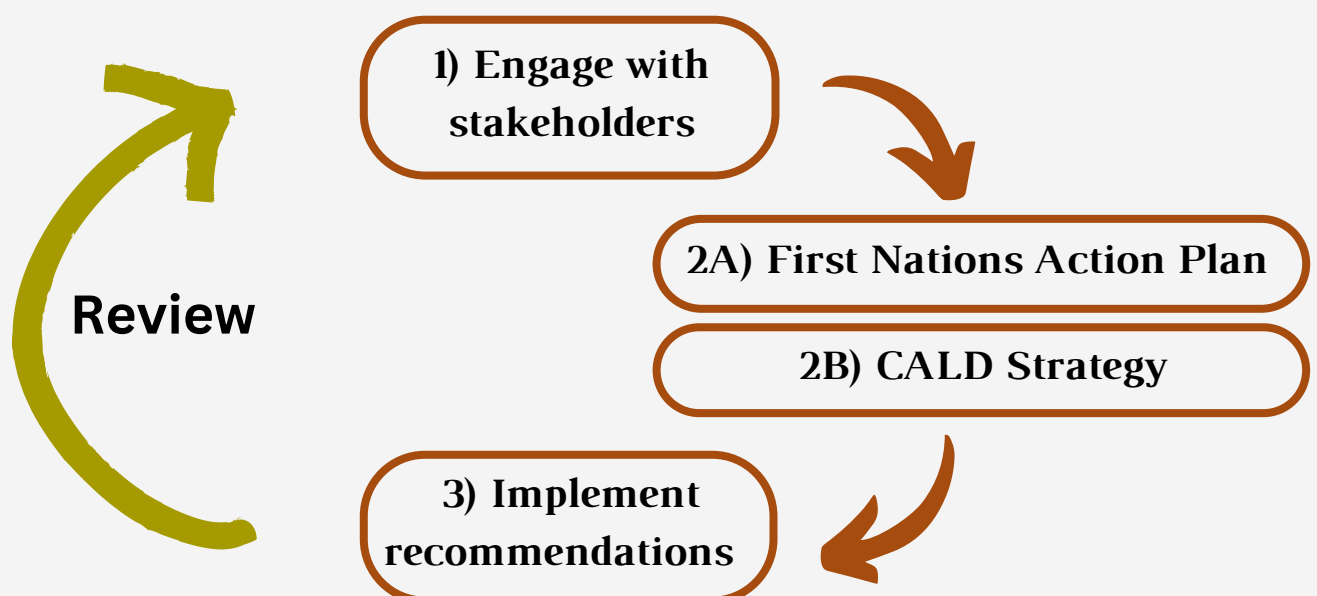 1) Engage with
stakeholders
2A) First Nations Action Plan
2B) CALD Strategy
Review
3) Implement
recommendations